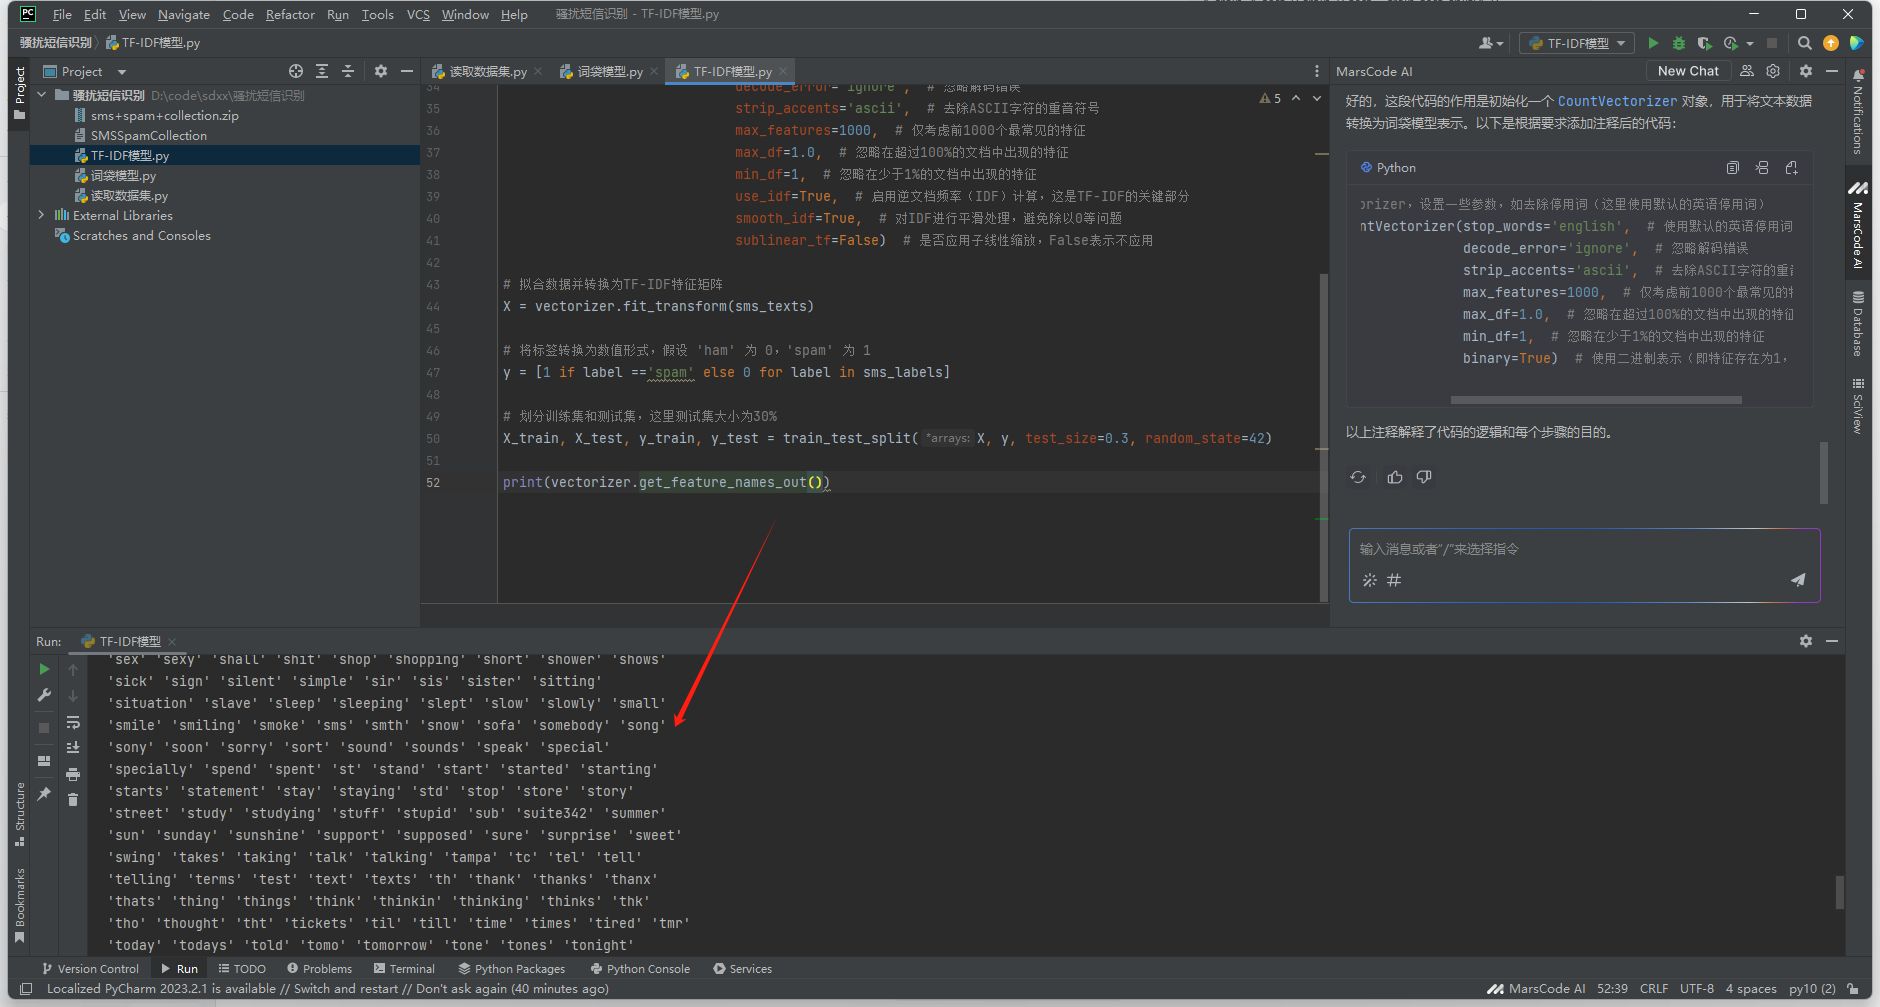 PC File Edit View Navigate Code Refactor Run Tools VCS Window Help 骚扰短信识别 - TF-IDF模型.py
骚扰短信识别 TF-IDF模型.py TF-IDF模型
Project
读取数据集.py 词袋模型.py TF-IDF模型.py
MarsCode AI New Chat
Project
骚扰短信识别 D:\code\sdxx\骚扰短信识别
sms+spam+collection.zip
SMSSpamCollection
TF-IDF模型.py
词袋模型.py
读取数据集.py
External Libraries
Scratches and Consoles
5
34 decode_error='ignore', # 忽略解码错误
35 strip_accents='ascii', # 去除ASCII字符的重音符号
36 max_features=1000, # 仅考虑前1000个最常见的特征
37 max_df=1.0, # 忽略在超过100%的文档中出现的特征
38 min_df=1, # 忽略在少于1%的文档中出现的特征
39 use_idf=True, # 启用逆文档频率（IDF）计算，这是TF-IDF的关键部分
40 smooth_idf=True, # 对IDF进行平滑处理，避免除以0等问题
41 sublinear_tf=False) # 是否应用子线性缩放，False表示不应用
42
43 # 拟合数据并转换为TF-IDF特征矩阵
44 X = vectorizer.fit_transform(sms_texts)
45
46 # 将标签转换为数值形式，假设 'ham' 为 0，'spam' 为 1
47 y = [1 if label =='spam' else 0 for label in sms_labels]
48
49 # 划分训练集和测试集，这里测试集大小为30%
50 X_train, X_test, y_train, y_test = train_test_split( *arrays: X, y, test_size=0.3, random_state=42)
51
52 print(vectorizer.get_feature_names_out())
好的，这段代码的作用是初始化一个 CountVectorizer 对象，用于将文本数据
转换为词袋模型表示。以下是根据要求添加注释后的代码：
Python
orizer，设置一些参数，如去除停用词（这里使用默认的英语停用词）
ntVectorizer(stop_words='english', # 使用默认的英语停用词
decode_error='ignore', # 忽略解码错误
strip_accents='ascii', # 去除ASCII字符的重音
max_features=1000, # 仅考虑前1000个最常见的特
max_df=1.0, # 忽略在超过100%的文档中出现的特征
min_df=1, # 忽略在少于1%的文档中出现的特征
binary=True) # 使用二进制表示（即特征存在为1，
以上注释解释了代码的逻辑和每个步骤的目的。
输入消息或者"/"来选择指令
Notifications
MarsCode AI
Database
SciView
Run: TF-IDF模型
'sex' 'sexy' 'shall' 'shit' 'shop' 'shopping' 'short' 'shower' 'shows'
'sick' 'sign' 'silent' 'simple' 'sir' 'sis' 'sister' 'sitting'
'situation' 'slave' 'sleep' 'sleeping' 'slept' 'slow' 'slowly' 'small'
'smile' 'smiling' 'smoke' 'sms' 'smth' 'snow' 'sofa' 'somebody' 'song'
'sony' 'soon' 'sorry' 'sort' 'sound' 'sounds' 'speak' 'special'
'specially' 'spend' 'spent' 'st' 'stand' 'start' 'started' 'starting'
'starts' 'statement' 'stay' 'staying' 'std' 'stop' 'store' 'story'
'street' 'study' 'studying' 'stuff' 'stupid' 'sub' 'suite342' 'summer'
'sun' 'sunday' 'sunshine' 'support' 'supposed' 'sure' 'surprise' 'sweet'
'swing' 'takes' 'taking' 'talk' 'talking' 'tampa' 'tc' 'tel' 'tell'
'telling' 'terms' 'test' 'text' 'texts' 'th' 'thank' 'thanks' 'thanx'
'thats' 'thing' 'things' 'think' 'thinkin' 'thinking' 'thinks' 'thk'
'tho' 'thought' 'tht' 'tickets' 'til' 'till' 'time' 'times' 'tired' 'tmr'
'today' 'todays' 'told' 'tomo' 'tomorrow' 'tone' 'tones' 'tonight'
Structure
Bookmarks
Version Control Run TODO Problems Terminal Python Packages Python Console Services
Localized PyCharm 2023.2.1 is available // Switch and restart // Don't ask again (40 minutes ago) MarsCode AI 52:39 CRLF UTF-8 4 spaces py10 (2)